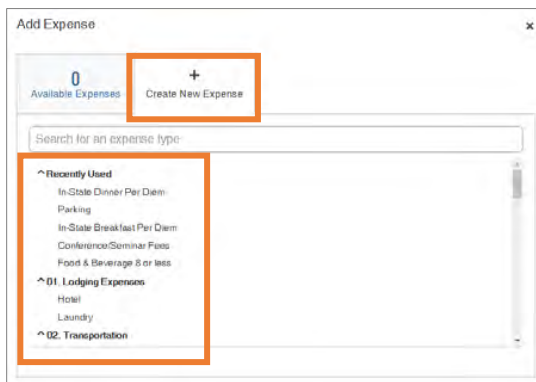 Add Expense
×
0
Available Expenses
+
Create New Expense
Search for an expense type
^Recently Used
In-State Dinner Per Diem
Parking
In-State Breakfast Per Diem
Conference/Seminar Fees
Food & Beverage 8 or less
^01. Lodging Expenses
Hotel
Laundry
^02. Transportation